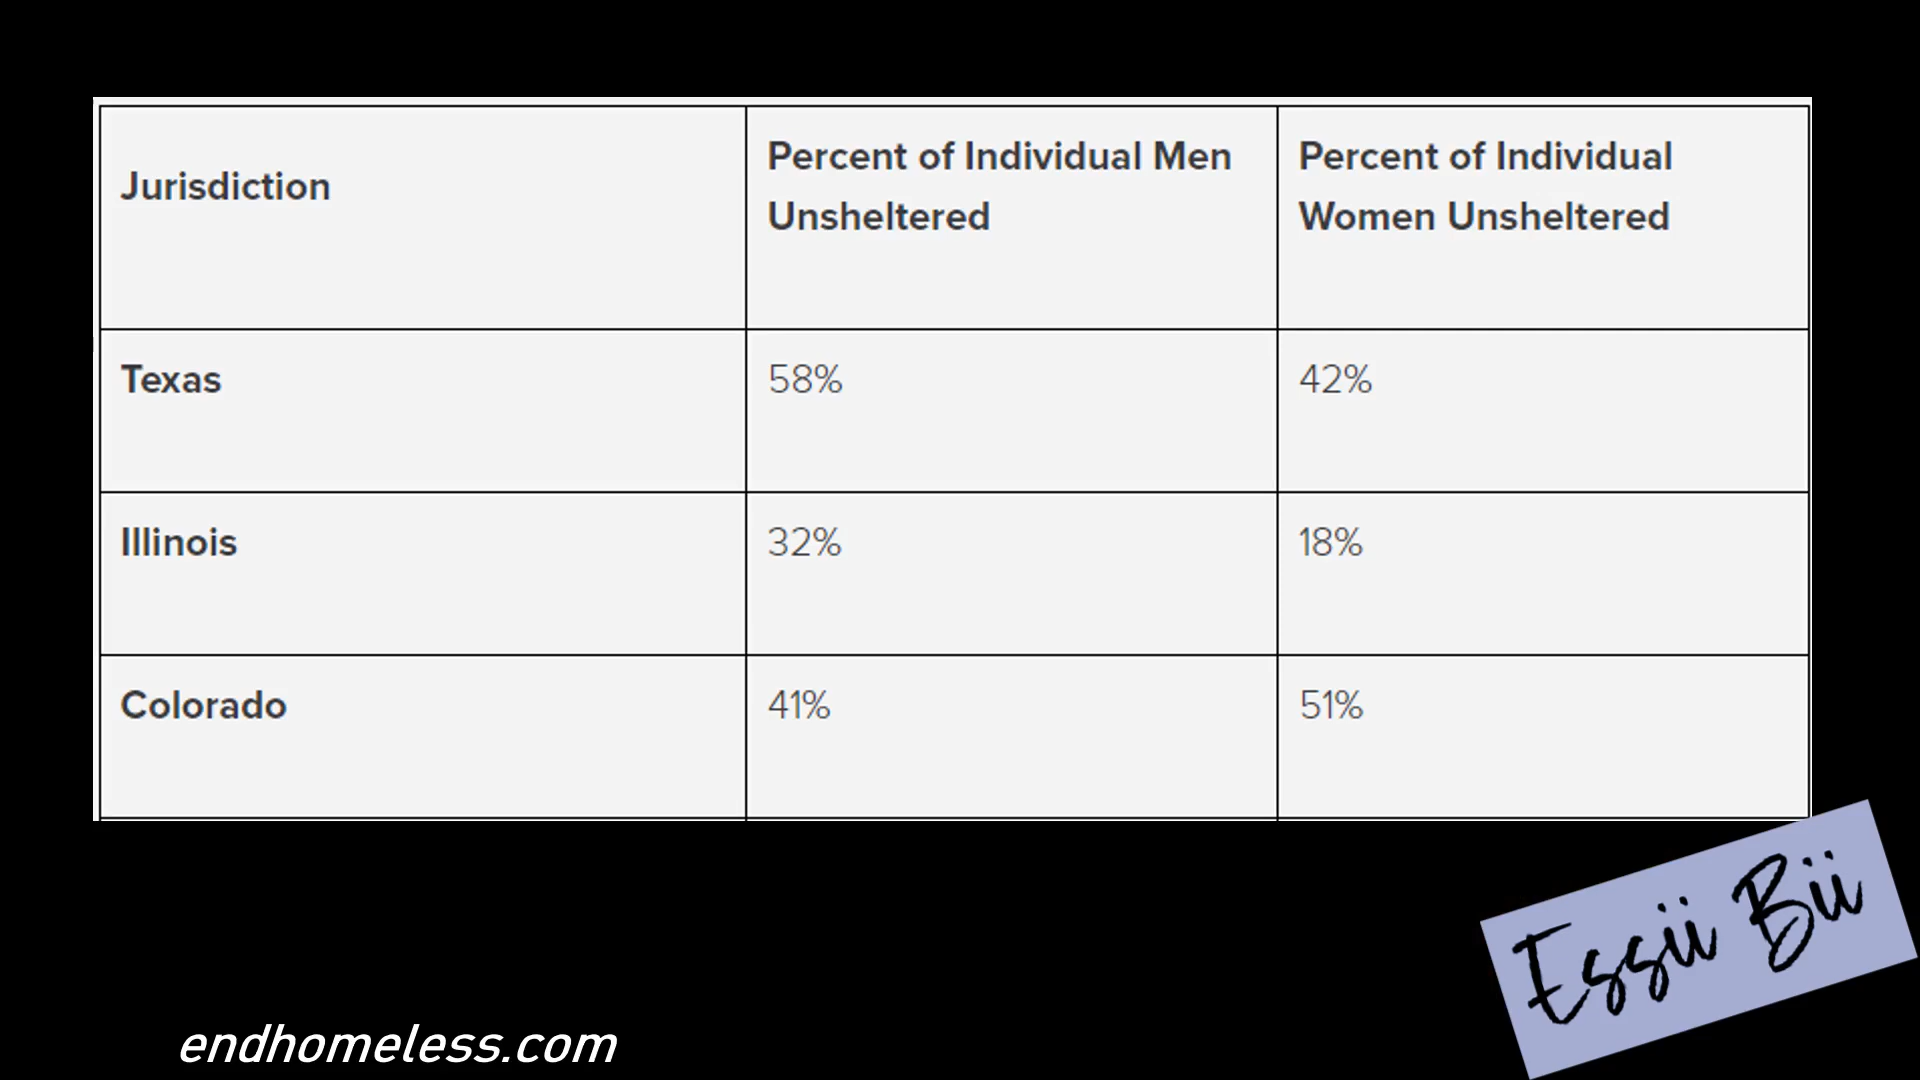 Jurisdiction
Percent of Individual Men
Unsheltered
Percent of Individual
Women Unsheltered
Texas
58%
42%
Illinois
32%
18%
Colorado
41%
51%
Essii Bii
endhomeless.com